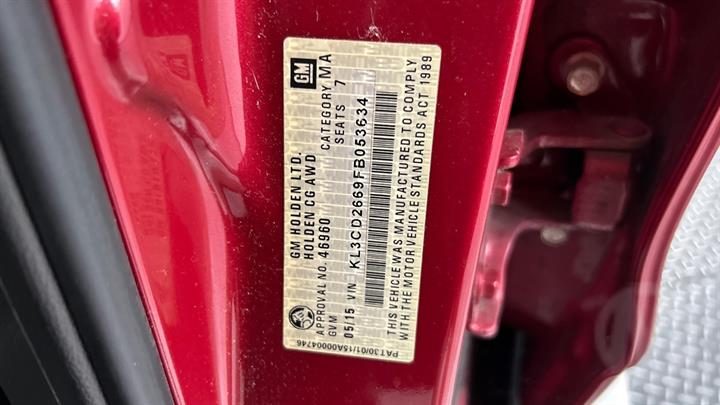 GM HOLDEN LTD.
HOLDEN CG AWD
APPROVAL NO. 46960 CATEGORY MA
GVM SEATS 7
05/15 VIN KL3CD2669FB053634
THIS VEHICLE WAS MANUFACTURED TO COMPLY
WITH THE MOTOR VEHICLE STANDARDS ACT 1989
PAT30/01/15A00004746
GM